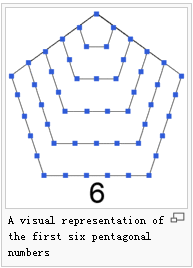 6
A visual representation of
the first six pentagonal
numbers